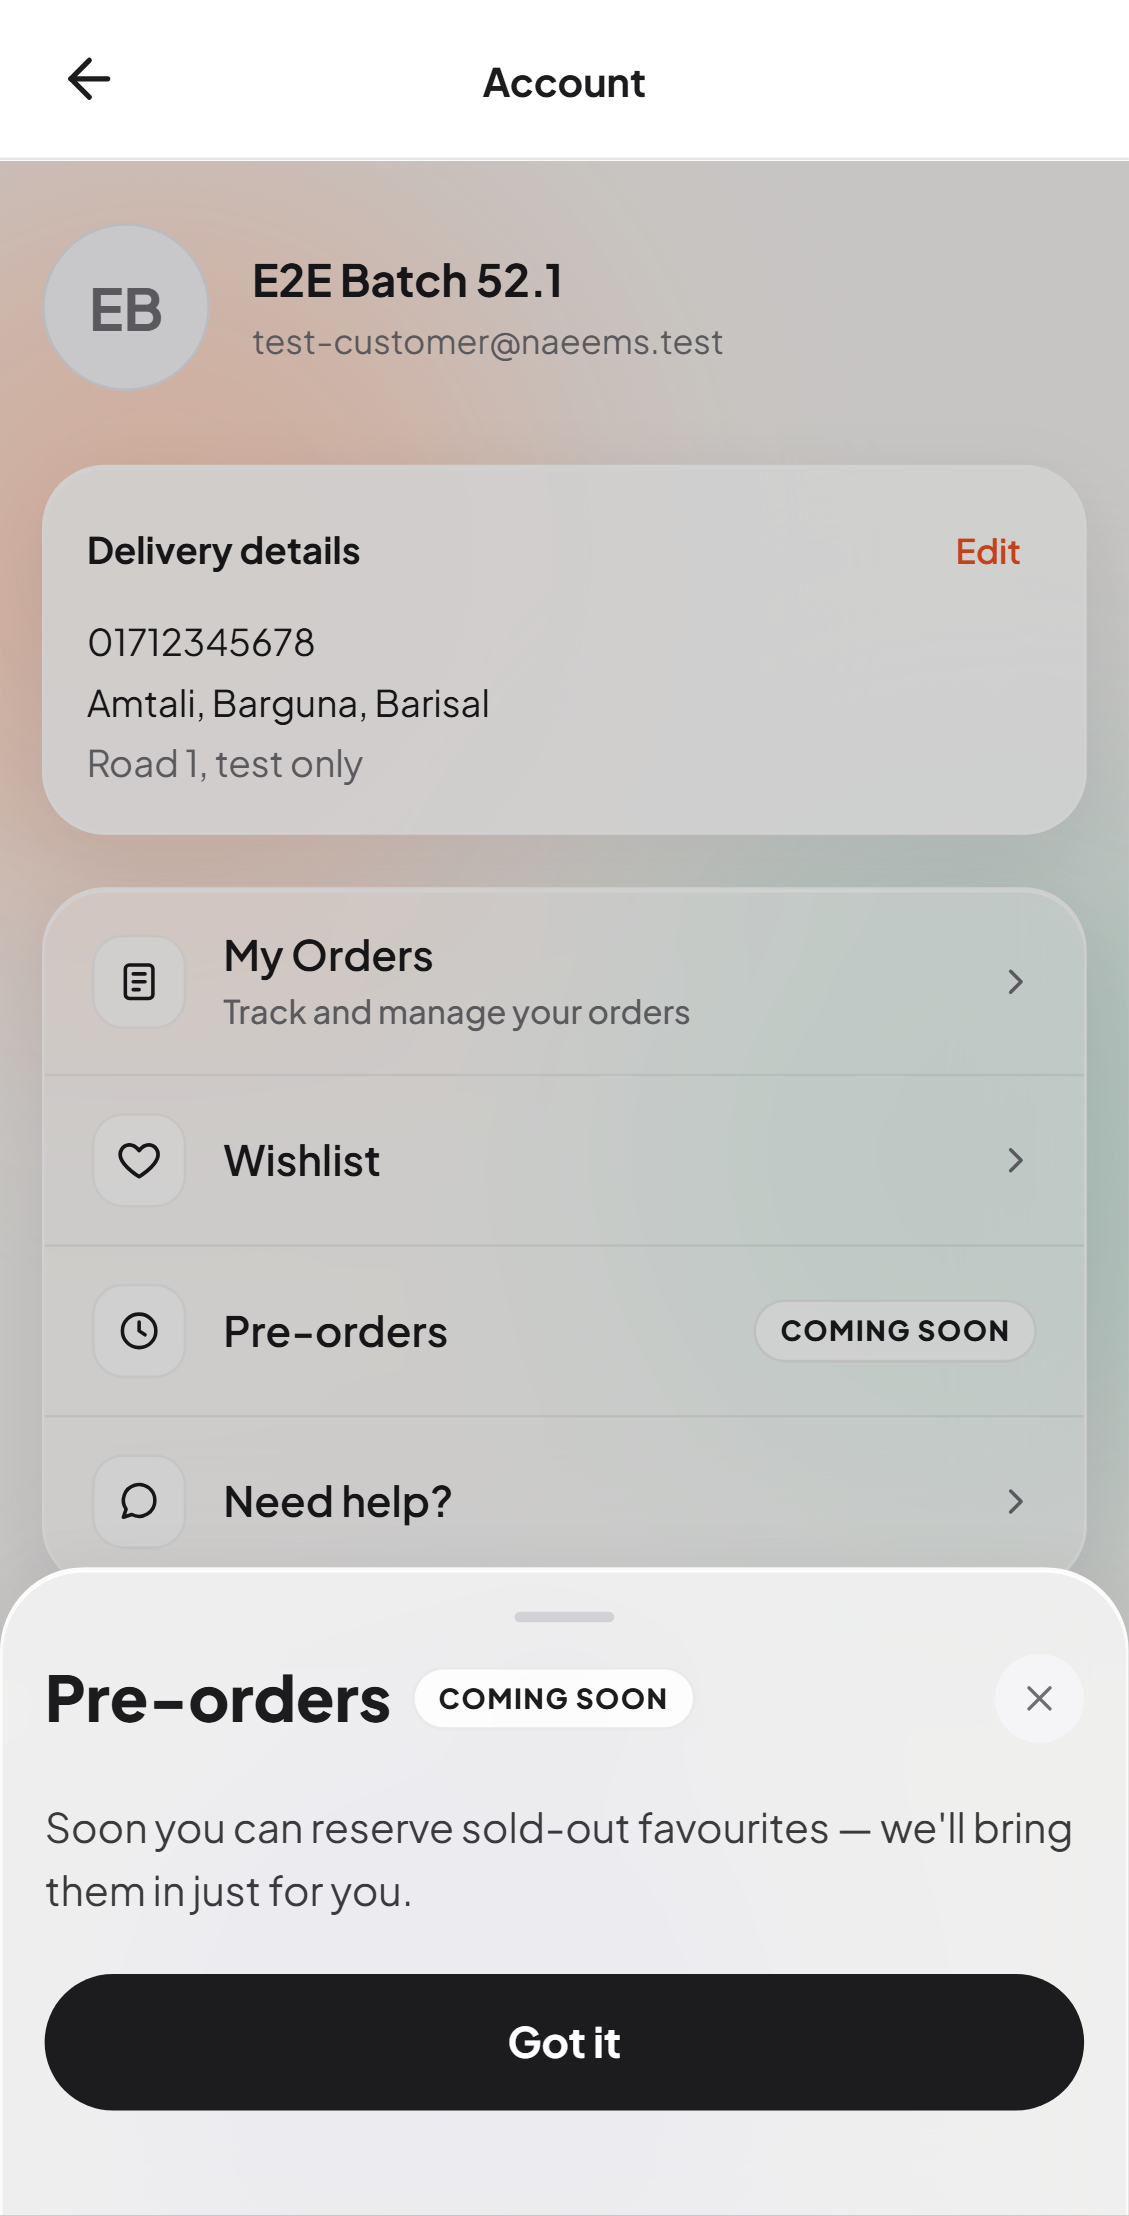 Account
EB
E2E Batch 52.1
test-customer@naeems.test
Delivery details
Edit
01712345678
Amtali, Barguna, Barisal
Road 1, test only
My Orders
Track and manage your orders
Wishlist
Pre-orders
COMING SOON
Need help?
Pre-orders
COMING SOON
Soon you can reserve sold-out favourites — we'll bring
them in just for you.
Got it